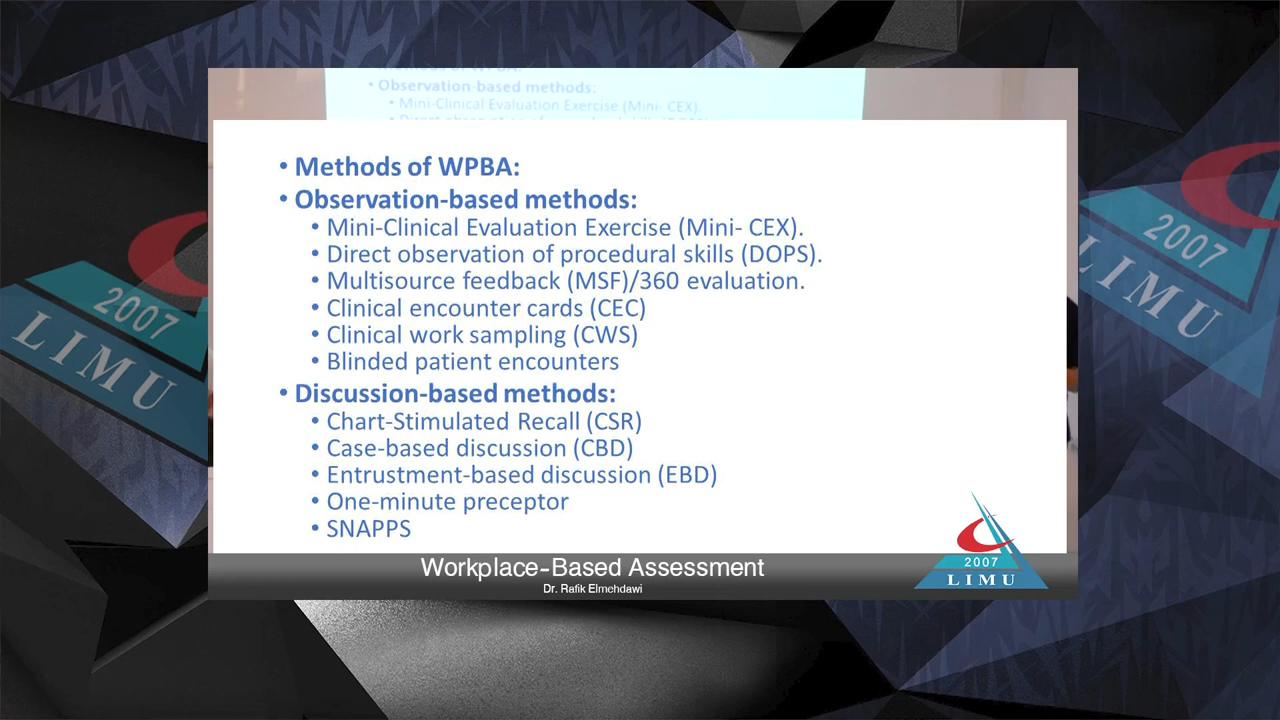 Methods of WPBA:
• Observation-based methods:
• Mini-Clinical Evaluation Exercise (Mini- CEX).
• Methods of WPBA:
• Observation-based methods:
• Mini-Clinical Evaluation Exercise (Mini- CEX).
• Direct observation of procedural skills (DOPS).
• Multisource feedback (MSF)/360 evaluation.
• Clinical encounter cards (CEC)
• Clinical work sampling (CWS)
• Blinded patient encounters
• Discussion-based methods:
• Chart-Stimulated Recall (CSR)
• Case-based discussion (CBD)
• Entrustment-based discussion (EBD)
• One-minute preceptor
• SNAPPS
Workplace-Based Assessment
Dr. Rafik Elmehdawi
2007
LIMU
2007
LIMU
2007
LIMU